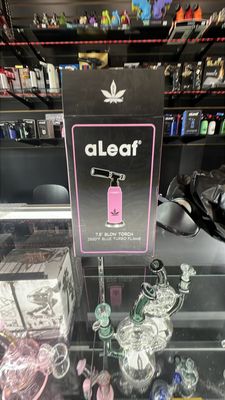 aLeaf®
7.5" BLOW TORCH
2500°F BLUE TURBO FLAME